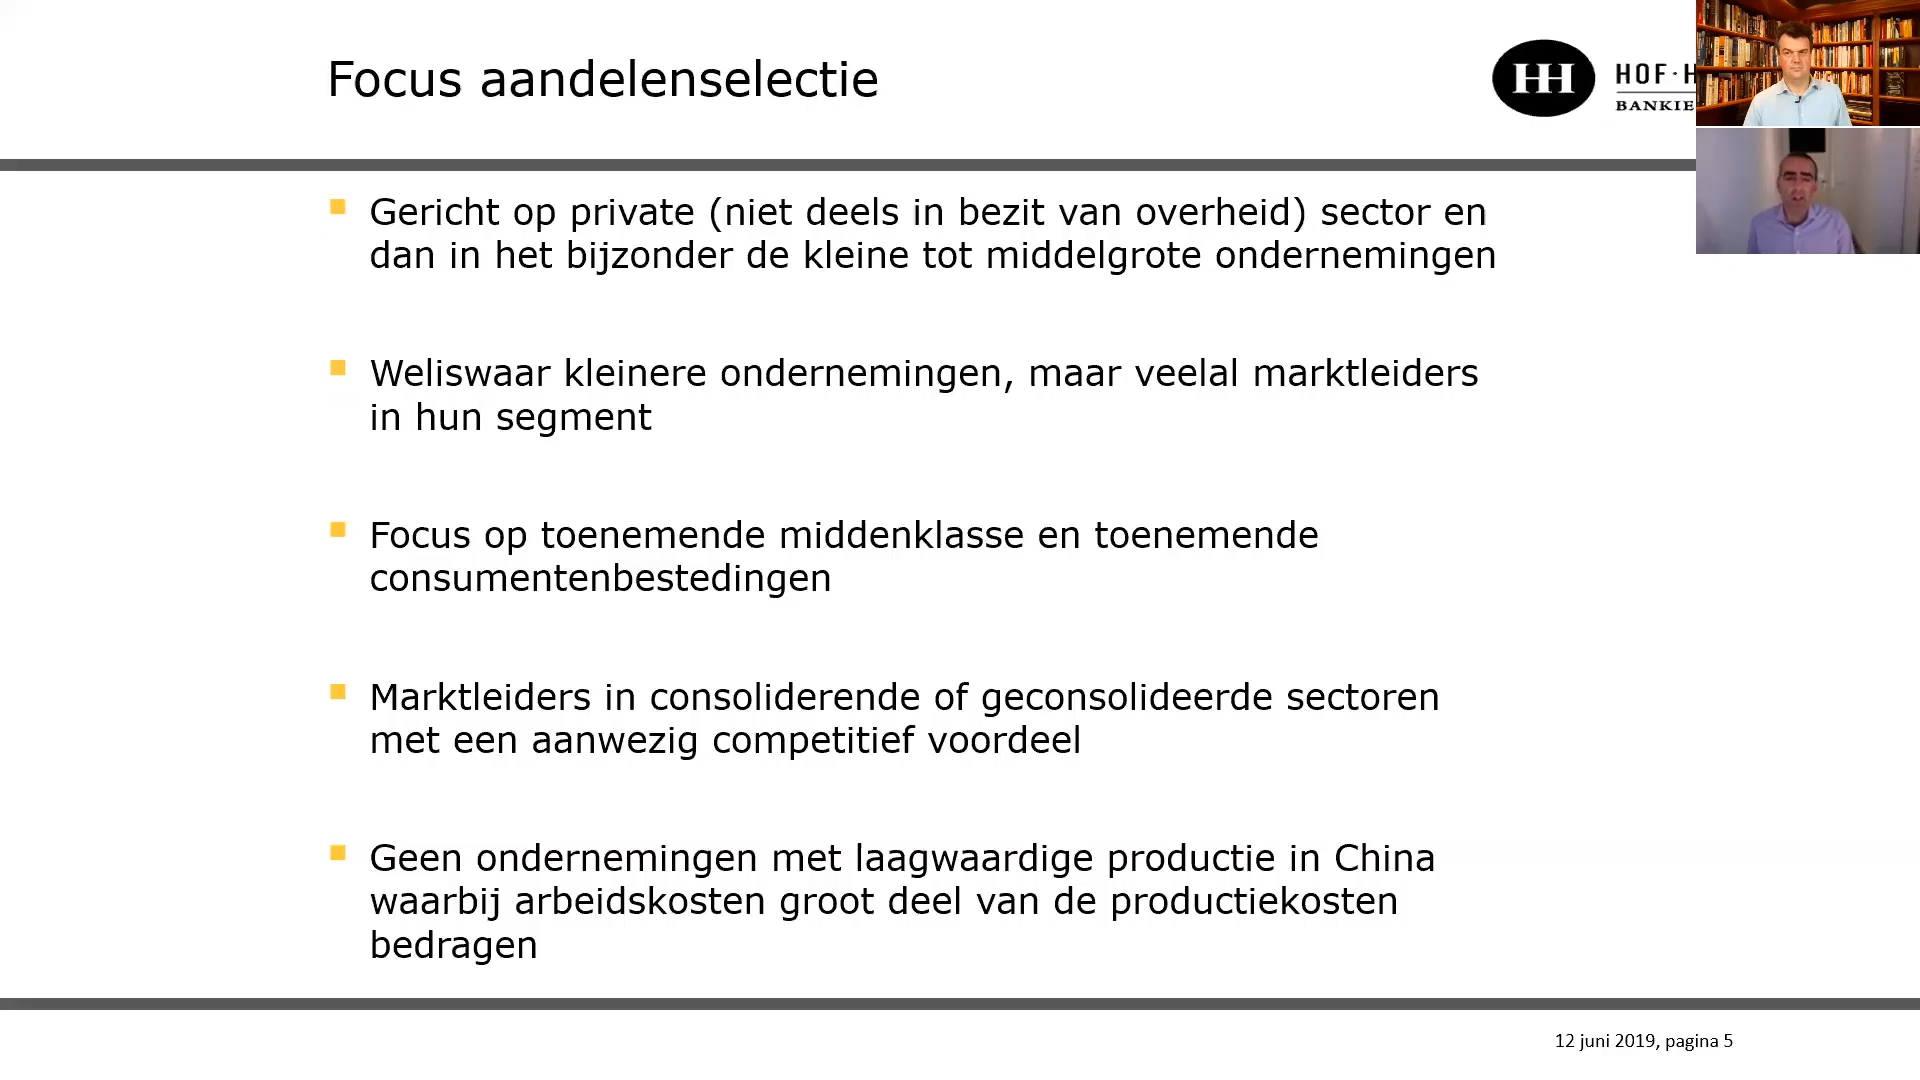 Focus aandelenselectie
HH
HOF·H
BANKIE
Gericht op private (niet deels in bezit van overheid) sector en
dan in het bijzonder de kleine tot middelgrote ondernemingen
Weliswaar kleinere ondernemingen, maar veelal marktleiders
in hun segment
Focus op toenemende middenklasse en toenemende
consumentenbestedingen
Marktleiders in consoliderende of geconsolideerde sectoren
met een aanwezig competitief voordeel
Geen ondernemingen met laagwaardige productie in China
waarbij arbeidskosten groot deel van de productiekosten
bedragen
12 juni 2019, pagina 5